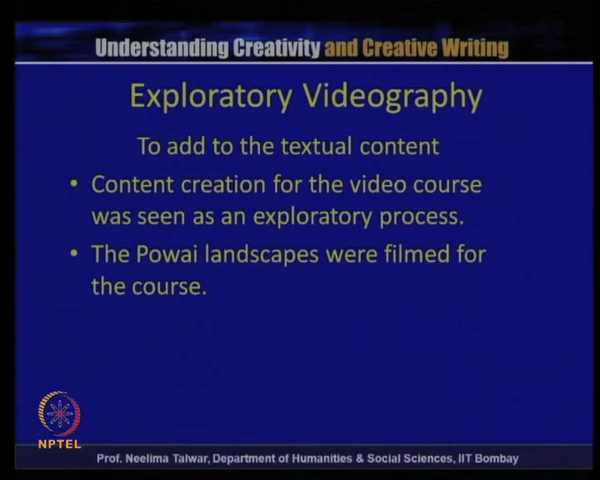 Understanding Creativity and Creative Writing
Exploratory Videography
To add to the textual content
• Content creation for the video course
was seen as an exploratory process.
• The Powai landscapes were filmed for
the course.
NPTEL
Prof. Neelima Talwar, Department of Humanities & Social Sciences, IIT Bombay